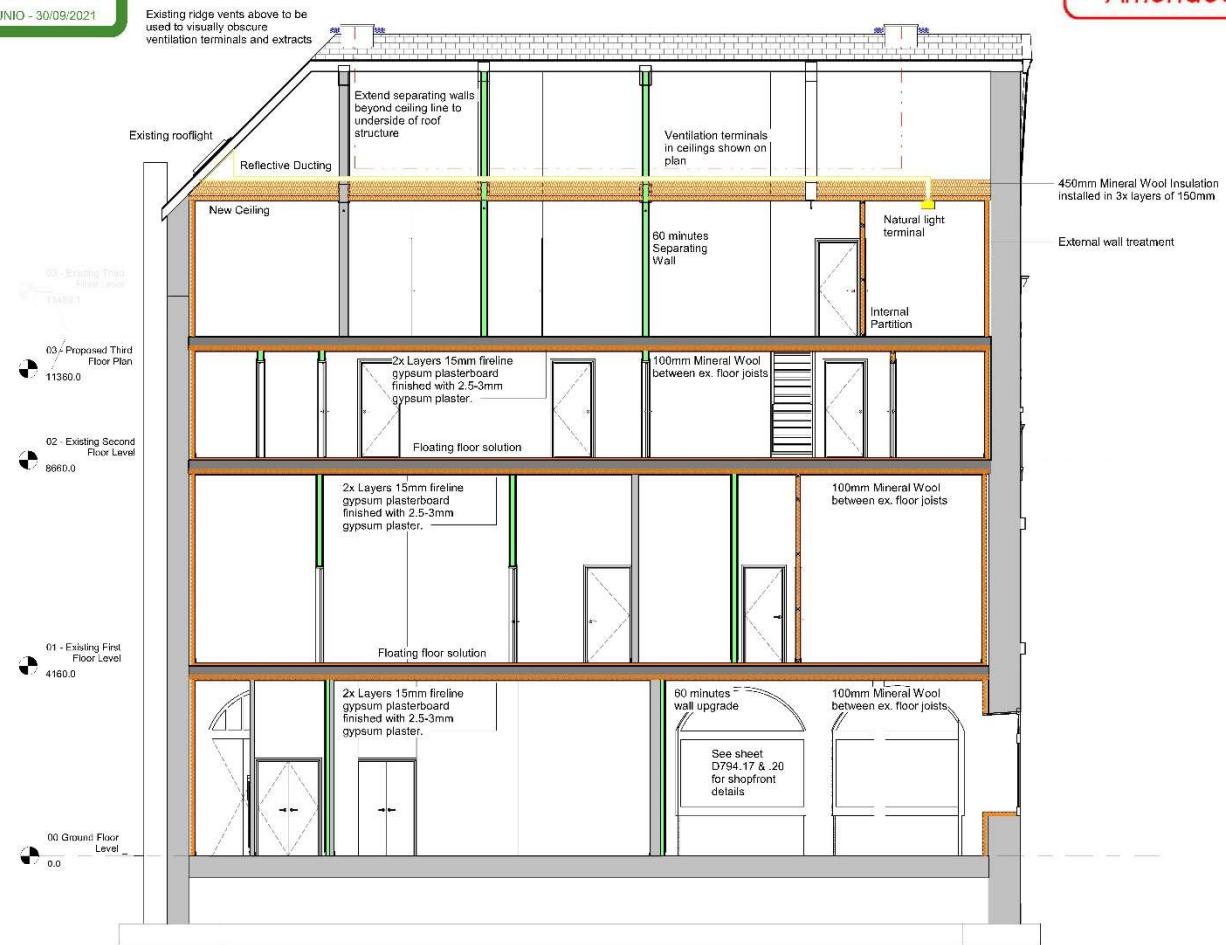 UNIO - 30/09/2021
Existing ridge vents above to be
used to visually obscure
ventilation terminals and extracts
Extend separating walls
beyond ceiling line to
underside of roof
structure
Existing rooflight
Ventilation terminals
in ceilings shown on
plan
Reflective Ducting
450mm Mineral Wool Insulation
installed in 3x layers of 150mm
New Ceiling
Natural light
terminal
60 minutes
Separating
Wall
External wall treatment
03 - Existing Third
Floor Level
Internal
Partition
03 - Proposed Third
Floor Plan
11360.0
2x Layers 15mm fireline
gypsum plasterboard
finished with 2.5-3mm
gypsum plaster.
100mm Mineral Wool
between ex. floor joists
02 - Existing Second
Floor Level
8660.0
Floating floor solution
2x Layers 15mm fireline
gypsum plasterboard
finished with 2.5-3mm
gypsum plaster.
100mm Mineral Wool
between ex. floor joists
01 - Existing First
Floor Level
4160.0
Floating floor solution
2x Layers 15mm fireline
gypsum plasterboard
finished with 2.5-3mm
gypsum plaster.
60 minutes
wall upgrade
100mm Mineral Wool
between ex. floor joists
See sheet
D794.17 & .20
for shopfront
details
00 Ground Floor
Level
0.0